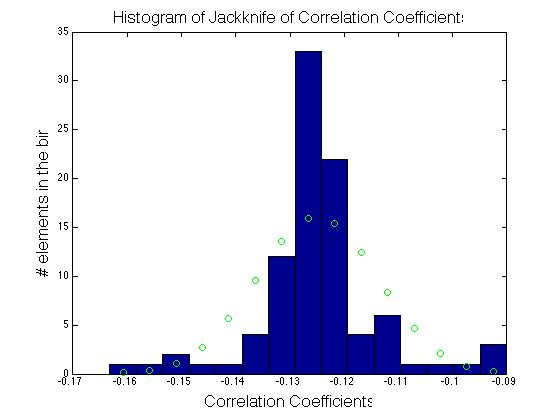 Histogram of Jackknife of Correlation Coefficients
35
30
25
20
15
10
5
0
# elements in the bir
-0.17 -0.16 -0.15 -0.14 -0.13 -0.12 -0.11 -0.1 -0.09
Correlation Coefficients